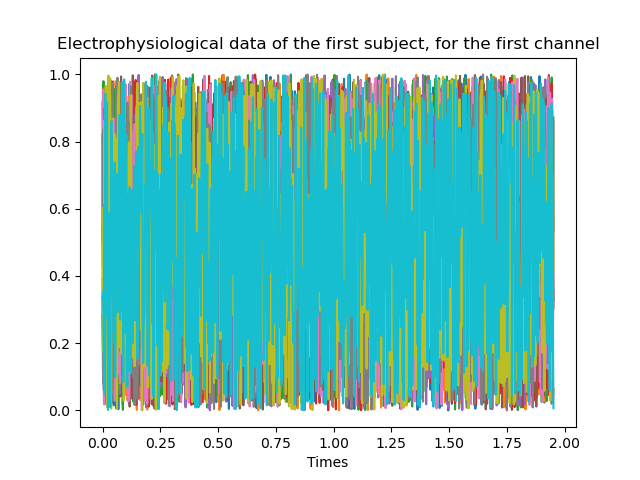 Electrophysiological data of the first subject, for the first channel
1.0
0.8
0.6
0.4
0.2
0.0
0.00 0.25 0.50 0.75 1.00 1.25 1.50 1.75 2.00
Times